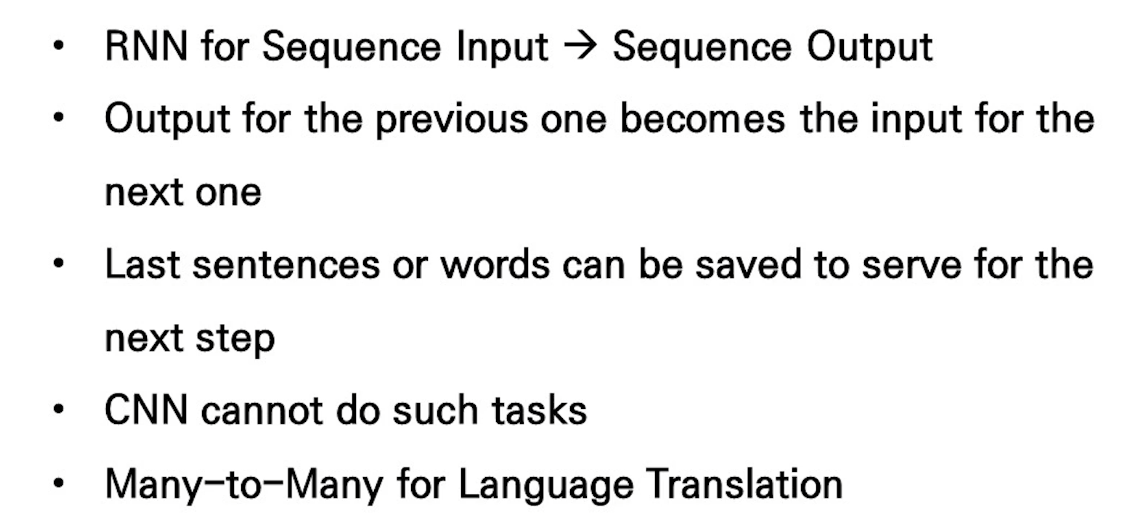 • RNN for Sequence Input → Sequence Output
• Output for the previous one becomes the input for the
next one
• Last sentences or words can be saved to serve for the
next step
• CNN cannot do such tasks
• Many-to-Many for Language Translation